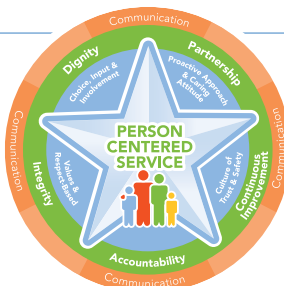 Communication
Dignity
Partnership
Choice, Input &
Involvement
Proactive Approach
& Caring
Attitude
PERSON
CENTERED
SERVICE
Communication
Communication
Integrity
Values &
Respect-Based
Culture of
Trust & Safety
Continuous
Improvement
Accountability
Communication
Communication